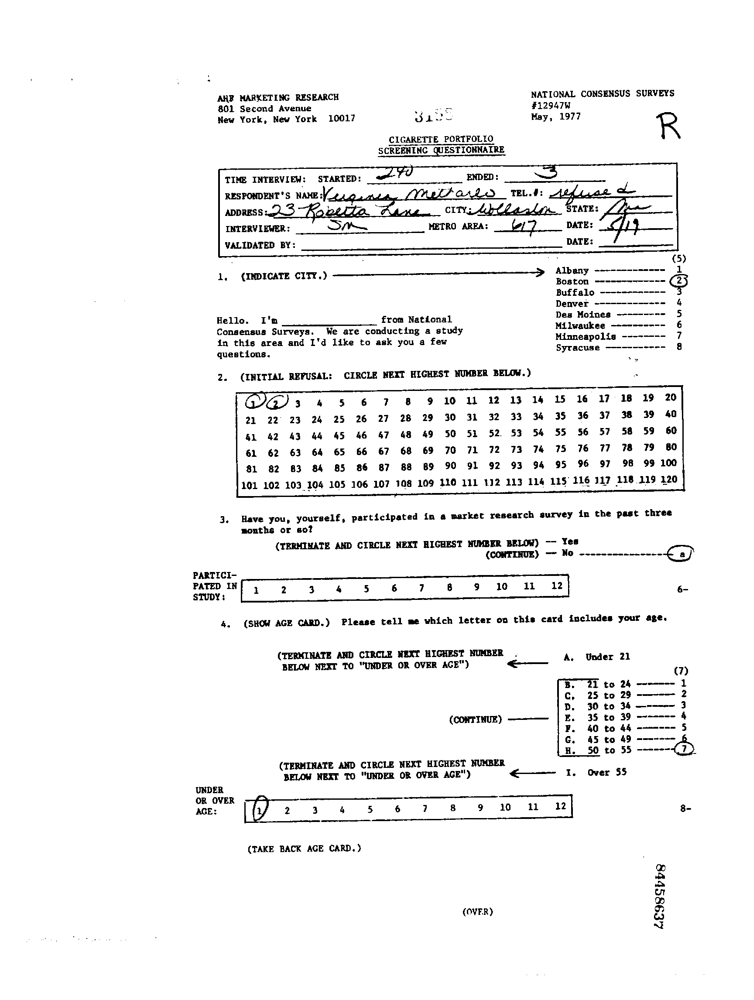 MARKETING RESEARCH
801 Second Avenue
New York, New York 10017
NATIONAL CONSENSUS SURVEYS
#12947W
May, 1977
R
CIGARETTE PORTFOLIO
SCREENING QUESTIONNAIRE
TIME INTERVIEW: STARTED: 240 ENDED: 3
RESPONDENT'S NAME: Virginia TEL.#: refused
ADDRESS: 23 Lane CITY: Wollaston STATE: Ma
INTERVIEWER: METRO AREA: 617 DATE: 5/19
VALIDATED BY: DATE:
(5)
1. (INDICATE CITY.)
Albany 1
Boston 2
Buffalo 3
Denver 4
Des Moines 5
Milwaukee 6
Minneapolis 7
Syracuse 8
Hello. I'm ____________ from National
Consensus Surveys. We are conducting a study
in this area and I'd like to ask you a few
questions.
2. (INITIAL REFUSAL: CIRCLE NEXT HIGHEST NUMBER BELOW.)
1 2 3 4 5 6 7 8 9 10 11 12 13 14 15 16 17 18 19 20
21 22 23 24 25 26 27 28 29 30 31 32 33 34 35 36 37 38 39 40
41 42 43 44 45 46 47 48 49 50 51 52 53 54 55 56 57 58 59 60
61 62 63 64 65 66 67 68 69 70 71 72 73 74 75 76 77 78 79 80
81 82 83 84 85 86 87 88 89 90 91 92 93 94 95 96 97 98 99 100
101 102 103 104 105 106 107 108 109 110 111 112 113 114 115 116 117 118 119 120
3. Have you, yourself, participated in a market research survey in the past three
months or so?
(TERMINATE AND CIRCLE NEXT HIGHEST NUMBER BELOW) -- Yes
(CONTINUE) -- No -------------- a
PARTICI-
PATED IN
STUDY:
1 2 3 4 5 6 7 8 9 10 11 12
6-
4. (SHOW AGE CARD.) Please tell me which letter on this card includes your age.
(TERMINATE AND CIRCLE NEXT HIGHEST NUMBER
BELOW NEXT TO "UNDER OR OVER AGE")
A. Under 21
(7)
B. 21 to 24 1
C. 25 to 29 2
D. 30 to 34 3
(CONTINUE)
E. 35 to 39 4
F. 40 to 44 5
G. 45 to 49 6
H. 50 to 55 7
(TERMINATE AND CIRCLE NEXT HIGHEST NUMBER
BELOW NEXT TO "UNDER OR OVER AGE")
I. Over 55
UNDER
OR OVER
AGE:
1 2 3 4 5 6 7 8 9 10 11 12
8-
(TAKE BACK AGE CARD.)
(OVER)
84458637